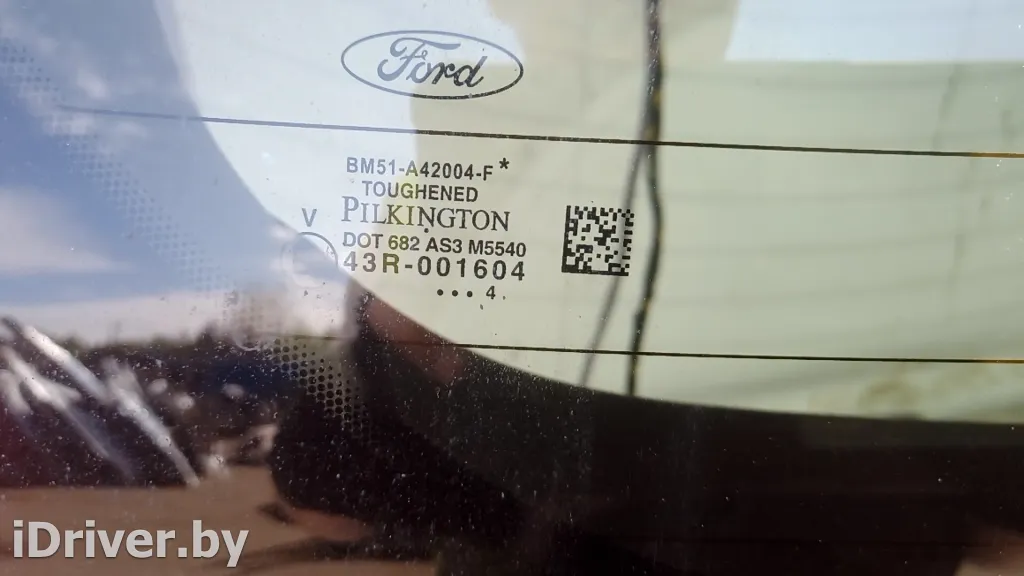 Ford
BM51-A42004-F*
TOUGHENED
PILKINGTON
V
DOT 682 AS3 M5540
43R-001604
••• 4.
iDriver.by